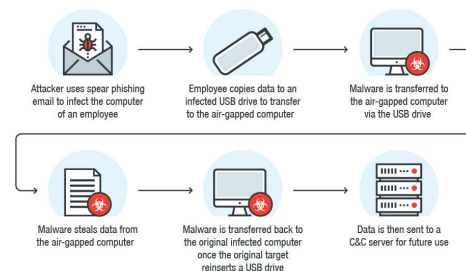 Attacker uses spear phishing
email to infect the computer
of an employee
Employee copies data to an
infected USB drive to transfer
to the air-gapped computer
Malware is transferred to
the air-gapped computer
via the USB drive
Malware steals data from
the air-gapped computer
Malware is transferred back to
the original infected computer
once the original target
reinserts a USB drive
Data is then sent to a
C&C server for future use